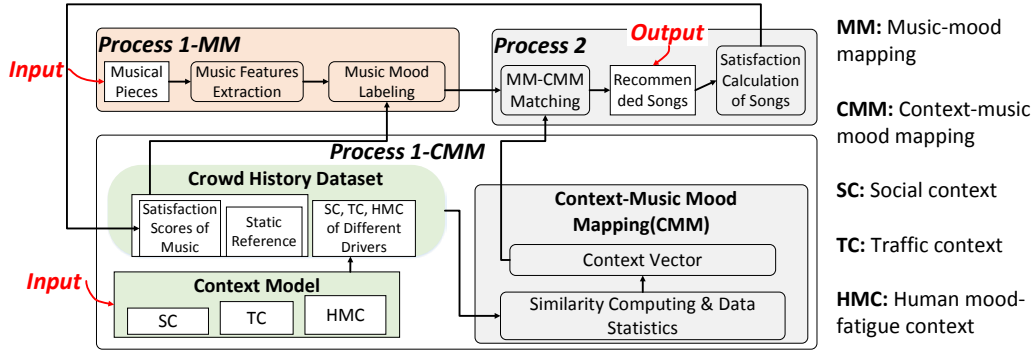 Process 1-MM
Input
Musical
Pieces
Music Features
Extraction
Music Mood
Labeling
Process 2
Output
MM-CMM
Matching
Recommen
ded Songs
Satisfaction
Calculation
of Songs
Process 1-CMM
Crowd History Dataset
Satisfaction
Scores of
Music
Static
Reference
SC, TC, HMC
of Different
Drivers
Input
Context Model
SC
TC
HMC
Context-Music Mood
Mapping(CMM)
Context Vector
Similarity Computing & Data
Statistics
MM: Music-mood
mapping
CMM: Context-music
mood mapping
SC: Social context
TC: Traffic context
HMC: Human mood-
fatigue context